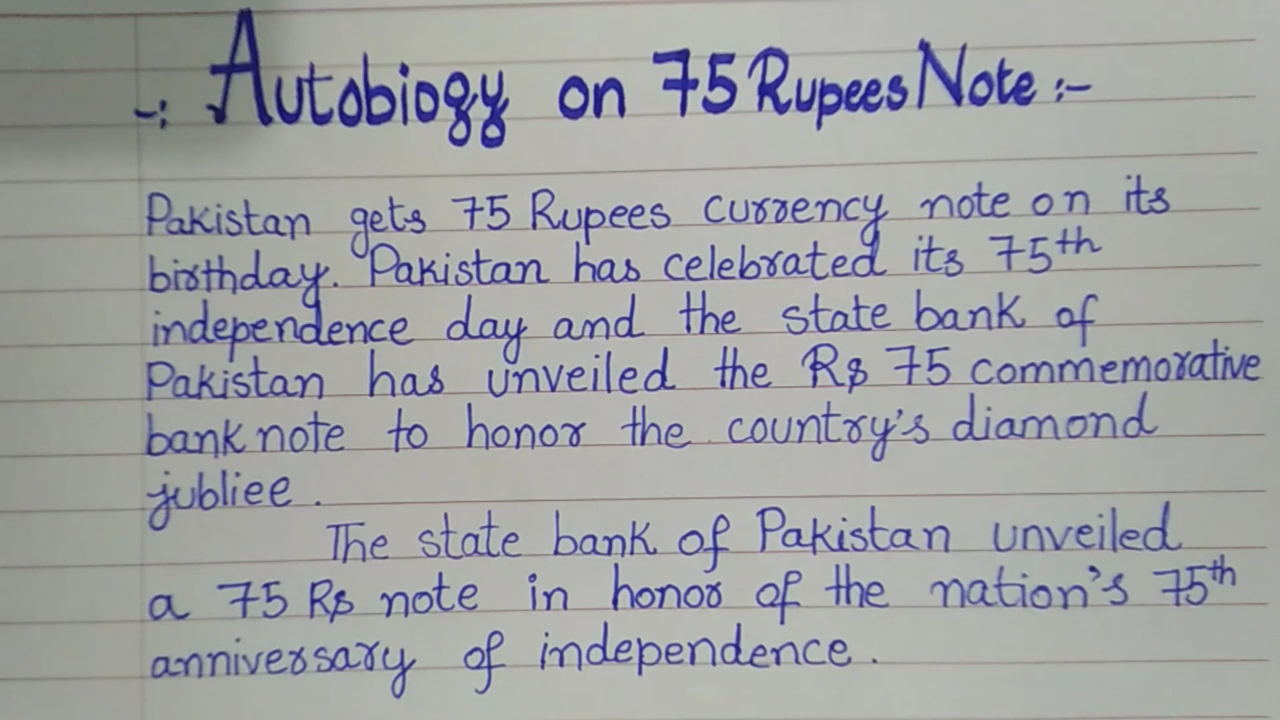 -: Autobiogy on 75 Rupees Note :-
Pakistan gets 75 Rupees currency note on its
birthday. Pakistan has celebrated its 75th
independence day and the state bank of
Pakistan has unveiled the Rs 75 commemorative
bank note to honor the country's diamond
jubliee.
The state bank of Pakistan unveiled
a 75 Rs note in honor of the nation's 75th
anniversary of independence.